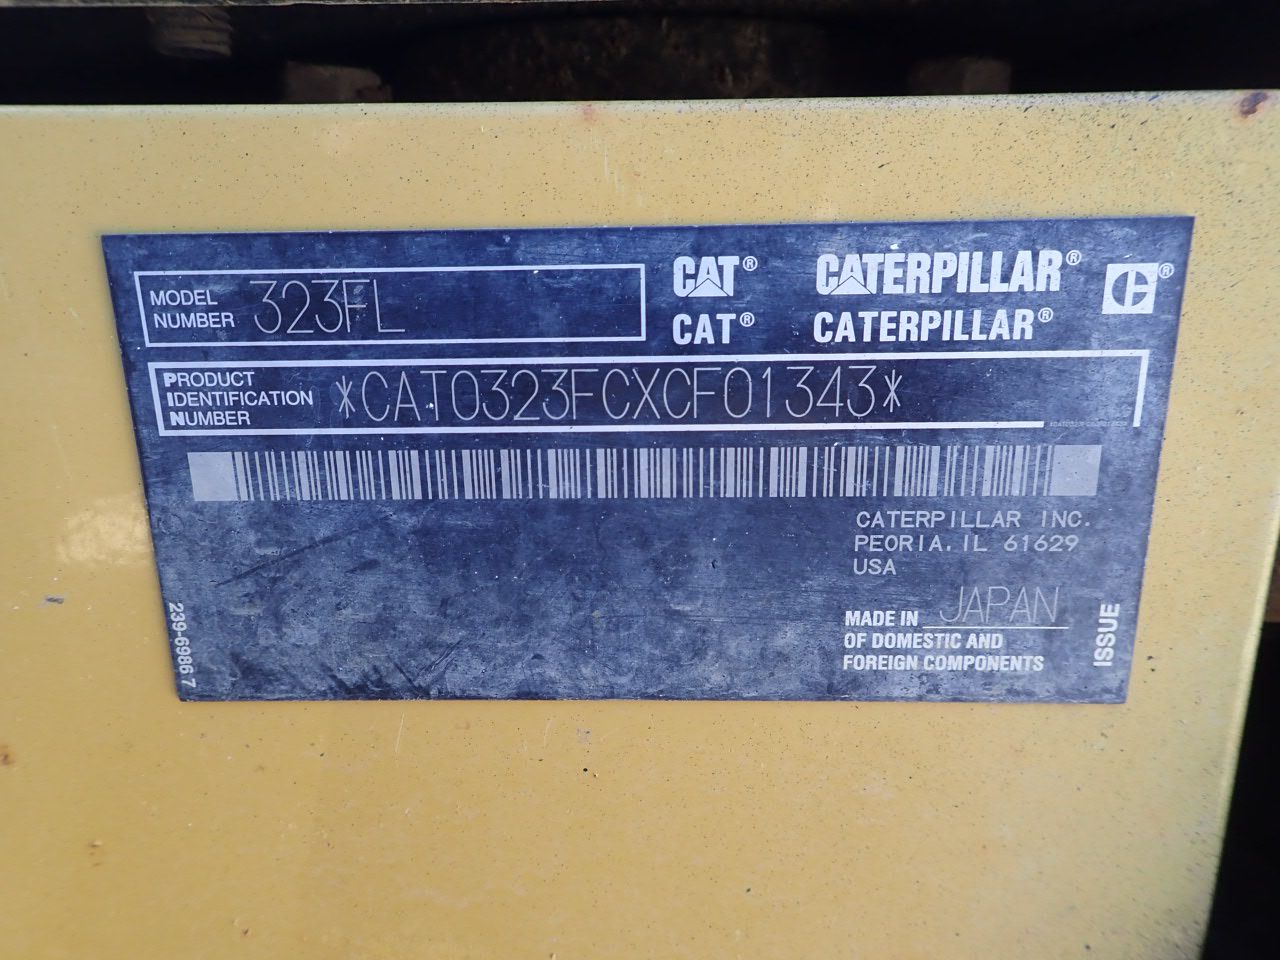 MODEL NUMBER 323FL
CAT® CATERPILLAR®
CAT® CATERPILLAR®
PRODUCT
IDENTIFICATION
NUMBER
*CAT0323FCXCF01343*
CATERPILLAR INC.
PEORIA, IL 61629
USA
MADE IN JAPAN
OF DOMESTIC AND
FOREIGN COMPONENTS
ISSUE
239-6986 7